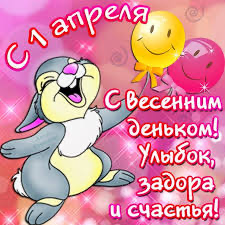 С 1 апреля
С весенним
деньком!
Улыбок,
задора
и счастья!